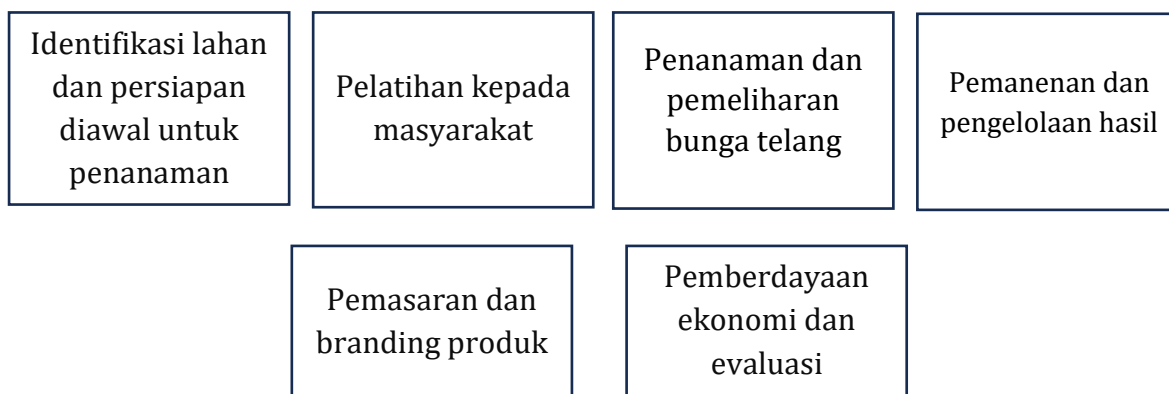 Identifikasi lahan
dan persiapan
diawal untuk
penanaman
Pelatihan kepada
masyarakat
Penanaman dan
pemeliharan
bunga telang
Pemanenan dan
pengelolaan hasil
Pemasaran dan
branding produk
Pemberdayaan
ekonomi dan
evaluasi